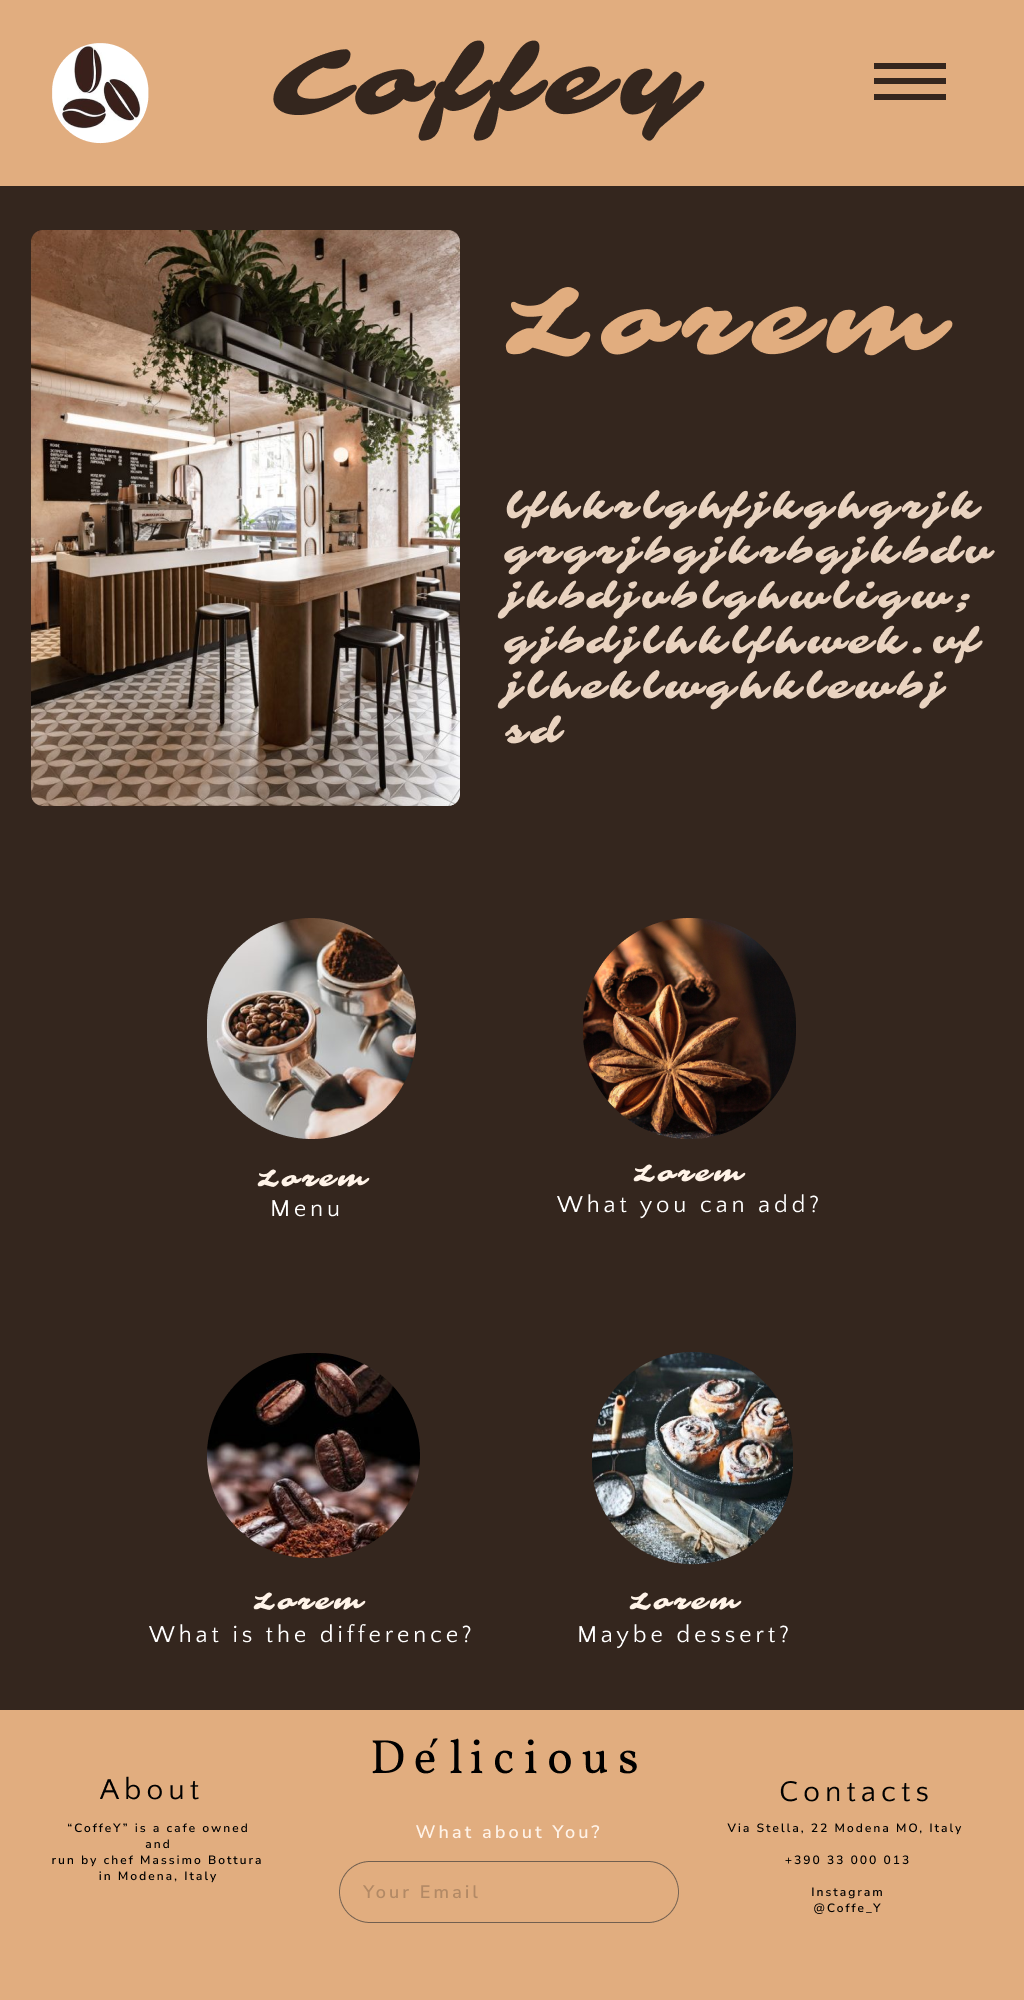 Coffey
Lorem
lfhkrlghfjkghgrjk
grgrjbgjkrbgjkbdv
jkbdjvblghwligw;
gjbdjlhklfhwek.vf
jlheklwghklewbj
sd
Lorem
Menu
Lorem
What you can add?
Lorem
What is the difference?
Lorem
Maybe dessert?
Délicious
About
“CoffeY” is a cafe owned
and
run by chef Massimo Bottura
in Modena, Italy
What about You?
Your Email
Contacts
Via Stella, 22 Modena MO, Italy
+390 33 000 013
Instagram
@Coffe_Y